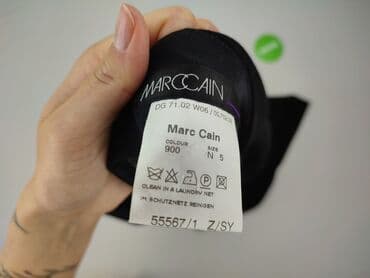 MARCCAIN
DG 71.02 W06 /
Marc Cain
COLOUR SIZE
900 N 5
CLEAN IN A LAUNDRY NET
IM SCHUTZNETZ REINIGEN
55567/1 Z/SY